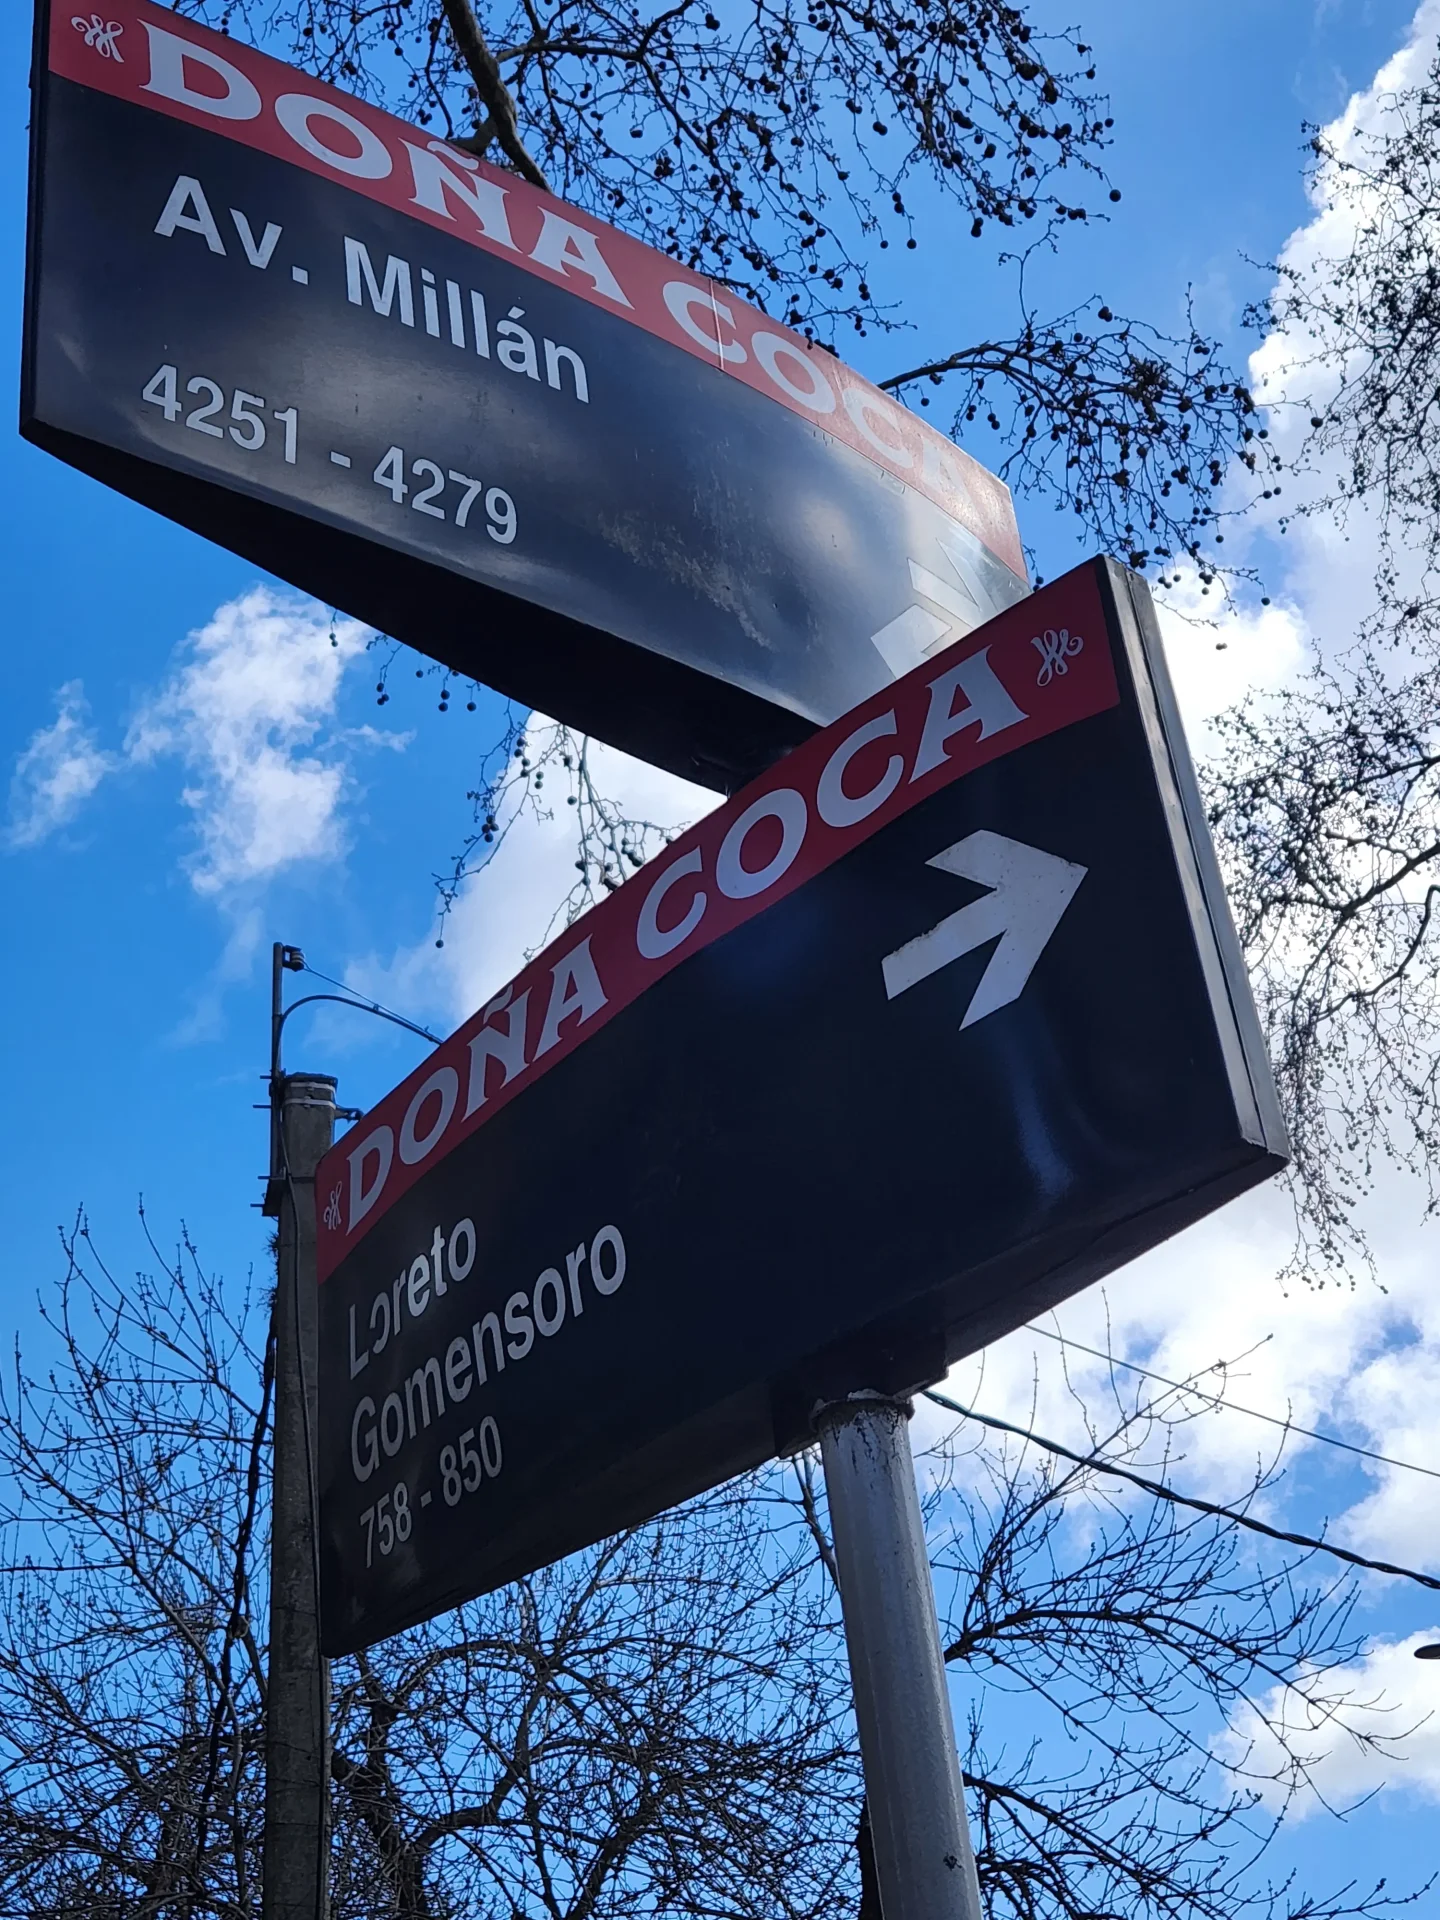 DOÑA COCA
Av. Millán
4251 - 4279
DOÑA COCA
Loreto
Gomensoro
758 - 850